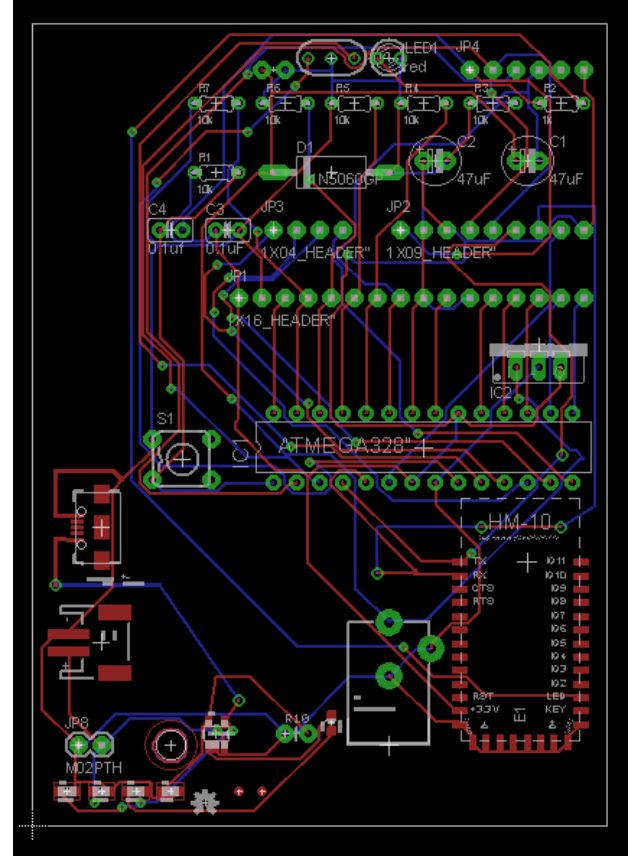 LED1
JP4
red
R7
R6
R5
R4
R3
R2
10k
10k
10k
10k
10k
1k
D1
C2
C1
R1
1N5060GP
47uF
47uF
10k
C4
C3
JP3
JP2
0.1uf
0.1uf
1X04_HEADER"
1X09_HEADER"
JP1
1X16_HEADER"
IC2
S1
IC1
ATMEGA328"
HM-10
TX
RX
CTS
RTS
IO11
IO10
IO9
IO8
IO7
IO6
IO5
IO4
IO3
IO2
RST
LED
+3.3V
KEY
E1
JP8
R10
M02PTH